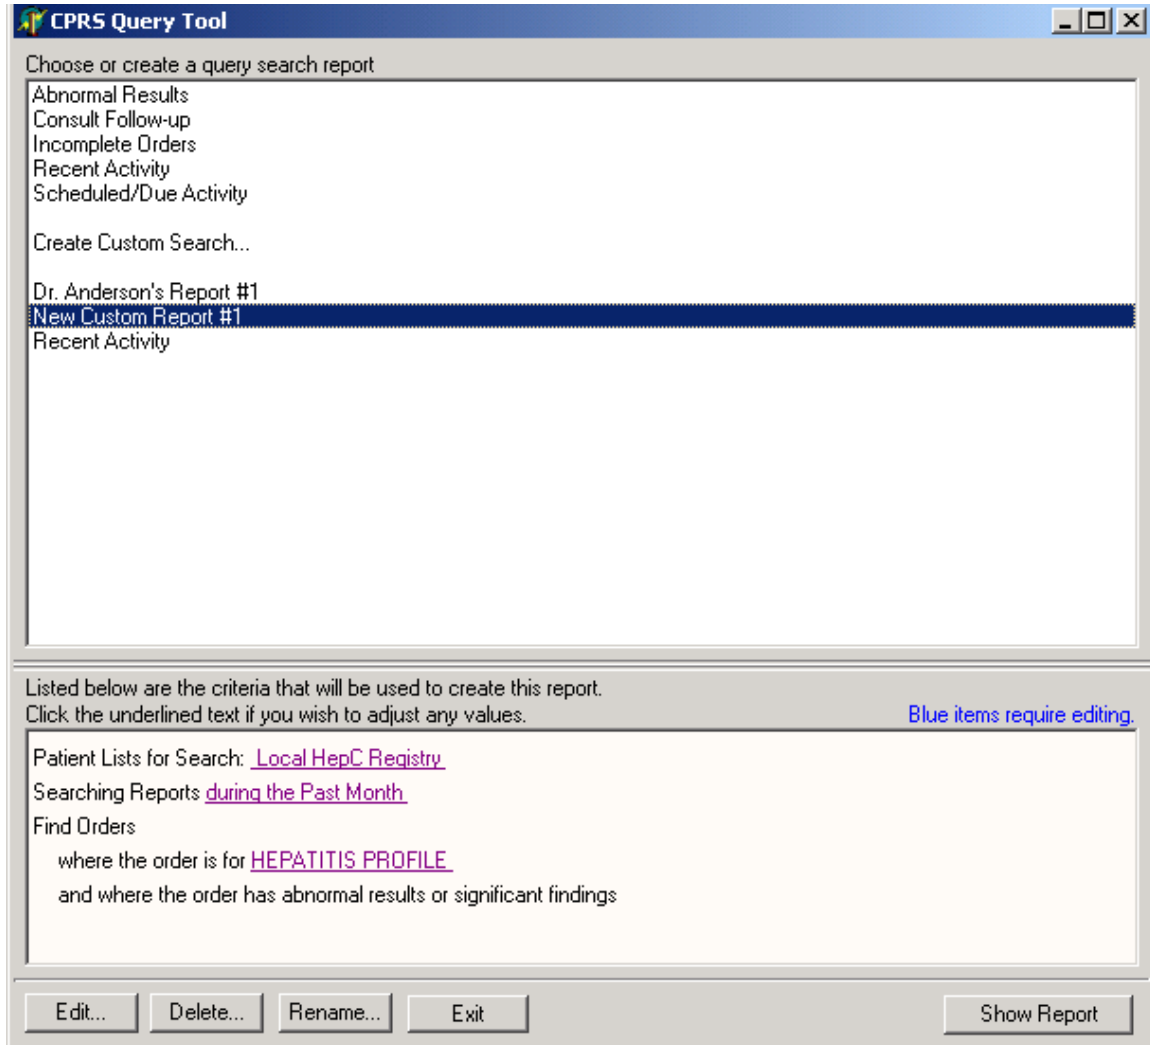 CPRS Query Tool
Choose or create a query search report
Abnormal Results
Consult Follow-up
Incomplete Orders
Recent Activity
Scheduled/Due Activity
Create Custom Search...
Dr. Anderson's Report #1
New Custom Report #1
Recent Activity
Listed below are the criteria that will be used to create this report.
Click the underlined text if you wish to adjust any values. Blue items require editing.
Patient Lists for Search: Local HepC Registry
Searching Reports during the Past Month
Find Orders
where the order is for HEPATITIS PROFILE
and where the order has abnormal results or significant findings
Edit... Delete... Rename... Exit Show Report